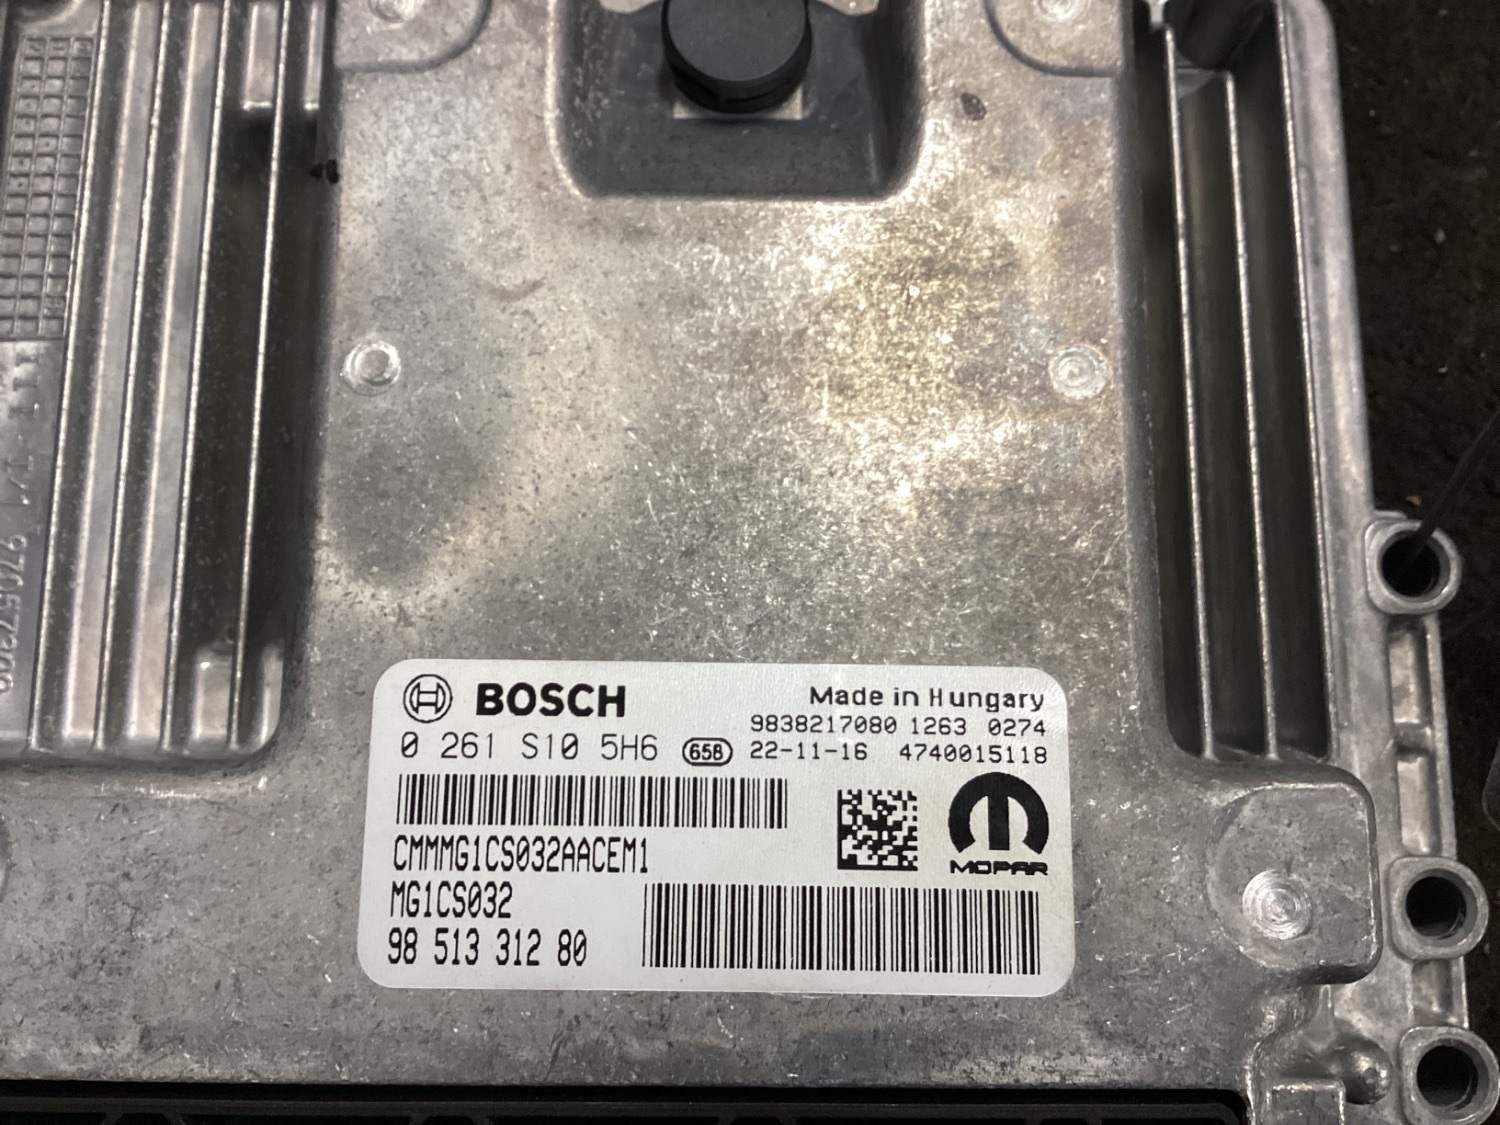 BOSCH
Made in Hungary
9838217080 1263 0274
0 261 S10 5H6 658 22-11-16 4740015118
CMMMG1CS032AACEM1
MOPAR
MG1CS032
98 513 312 80